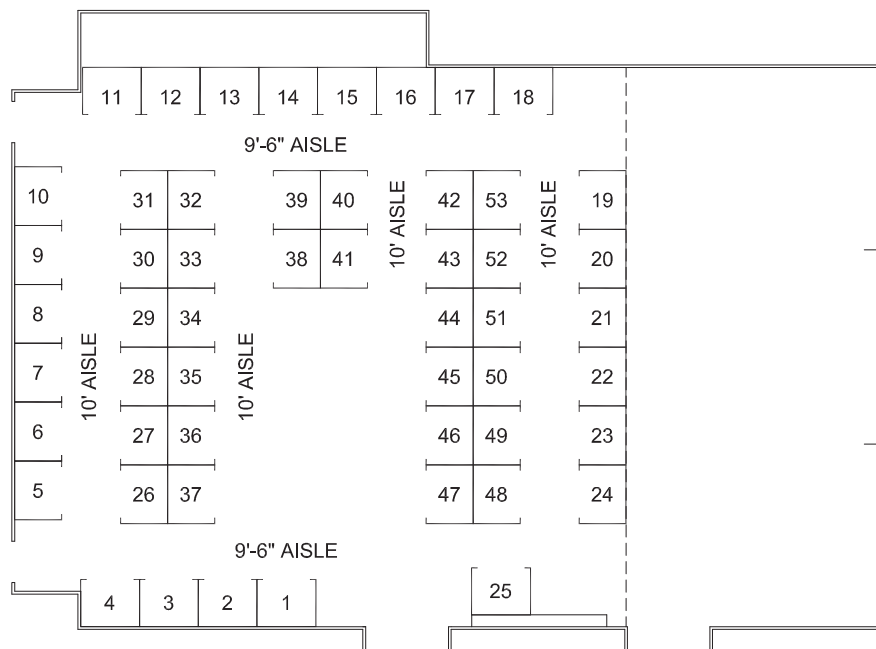 11 12 13 14 15 16 17 18
9'-6" AISLE
10 31 32 39 40 10' AISLE 42 53 10' AISLE 19
9 30 33 38 41 43 52 20
8 29 34 44 51 21
10' AISLE 10' AISLE
7 28 35 45 50 22
6 27 36 46 49 23
5 26 37 47 48 24
9'-6" AISLE
4 3 2 1 25